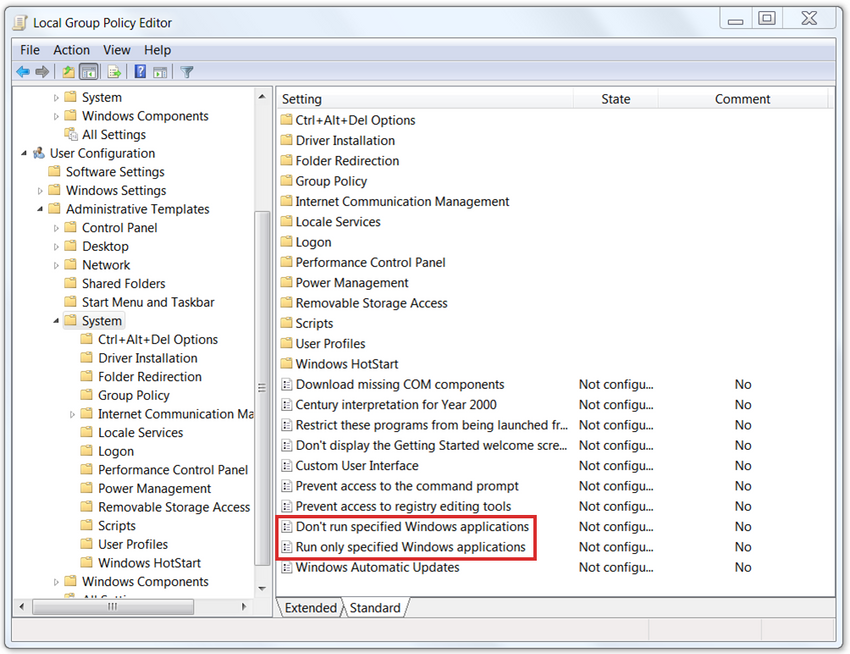 Local Group Policy Editor
File Action View Help
System
Windows Components
All Settings
User Configuration
Software Settings
Windows Settings
Administrative Templates
Control Panel
Desktop
Network
Shared Folders
Start Menu and Taskbar
System
Ctrl+Alt+Del Options
Driver Installation
Folder Redirection
Group Policy
Internet Communication Ma
Locale Services
Logon
Performance Control Panel
Power Management
Removable Storage Access
Scripts
User Profiles
Windows HotStart
Windows Components
All Settings
Setting State Comment
Ctrl+Alt+Del Options
Driver Installation
Folder Redirection
Group Policy
Internet Communication Management
Locale Services
Logon
Performance Control Panel
Power Management
Removable Storage Access
Scripts
User Profiles
Windows HotStart
Download missing COM components Not configu... No
Century interpretation for Year 2000 Not configu... No
Restrict these programs from being launched fr... Not configu... No
Don't display the Getting Started welcome scre... Not configu... No
Custom User Interface Not configu... No
Prevent access to the command prompt Not configu... No
Prevent access to registry editing tools Not configu... No
Don't run specified Windows applications Not configu... No
Run only specified Windows applications Not configu... No
Windows Automatic Updates Not configu... No
Extended Standard